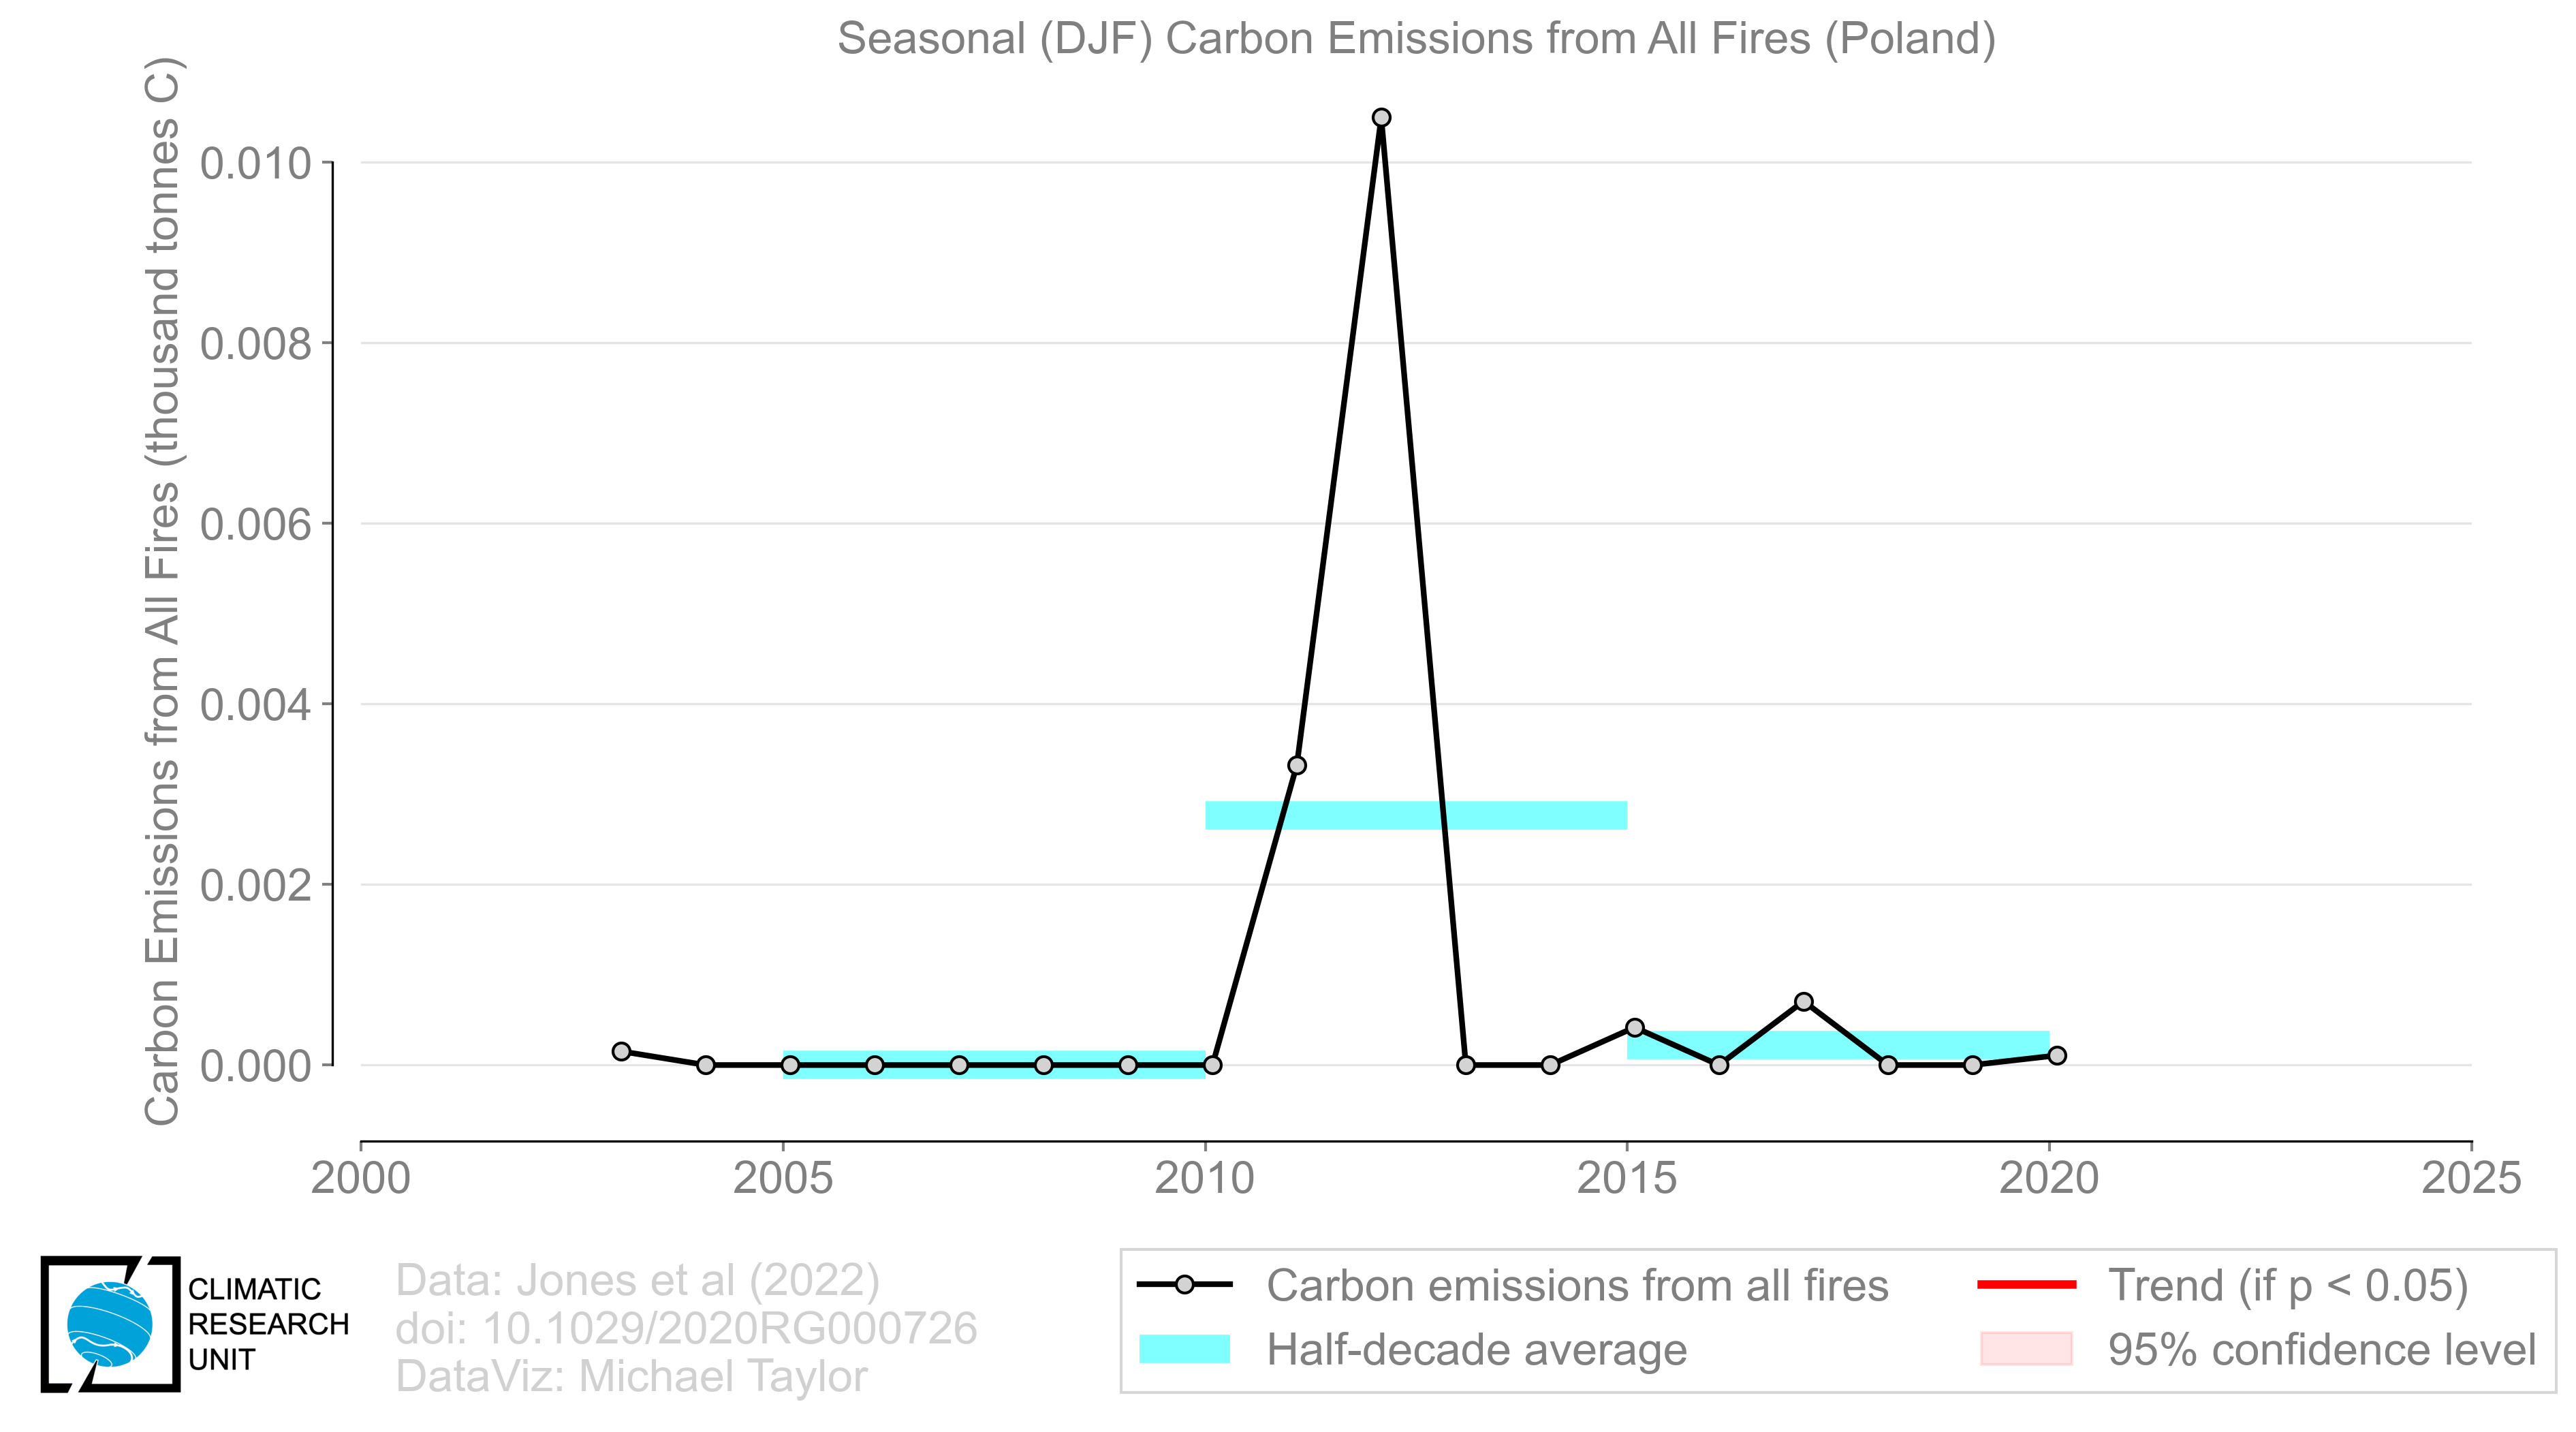 Seasonal (DJF) Carbon Emissions from All Fires (Poland)
Carbon Emissions from All Fires (thousand tonnes C)
0.010
0.008
0.006
0.004
0.002
0.000
2000 2005 2010 2015 2020 2025
CLIMATIC
RESEARCH
UNIT
Data: Jones et al (2022)
doi: 10.1029/2020RG000726
DataViz: Michael Taylor
Carbon emissions from all fires
Half-decade average
Trend (if p < 0.05)
95% confidence level